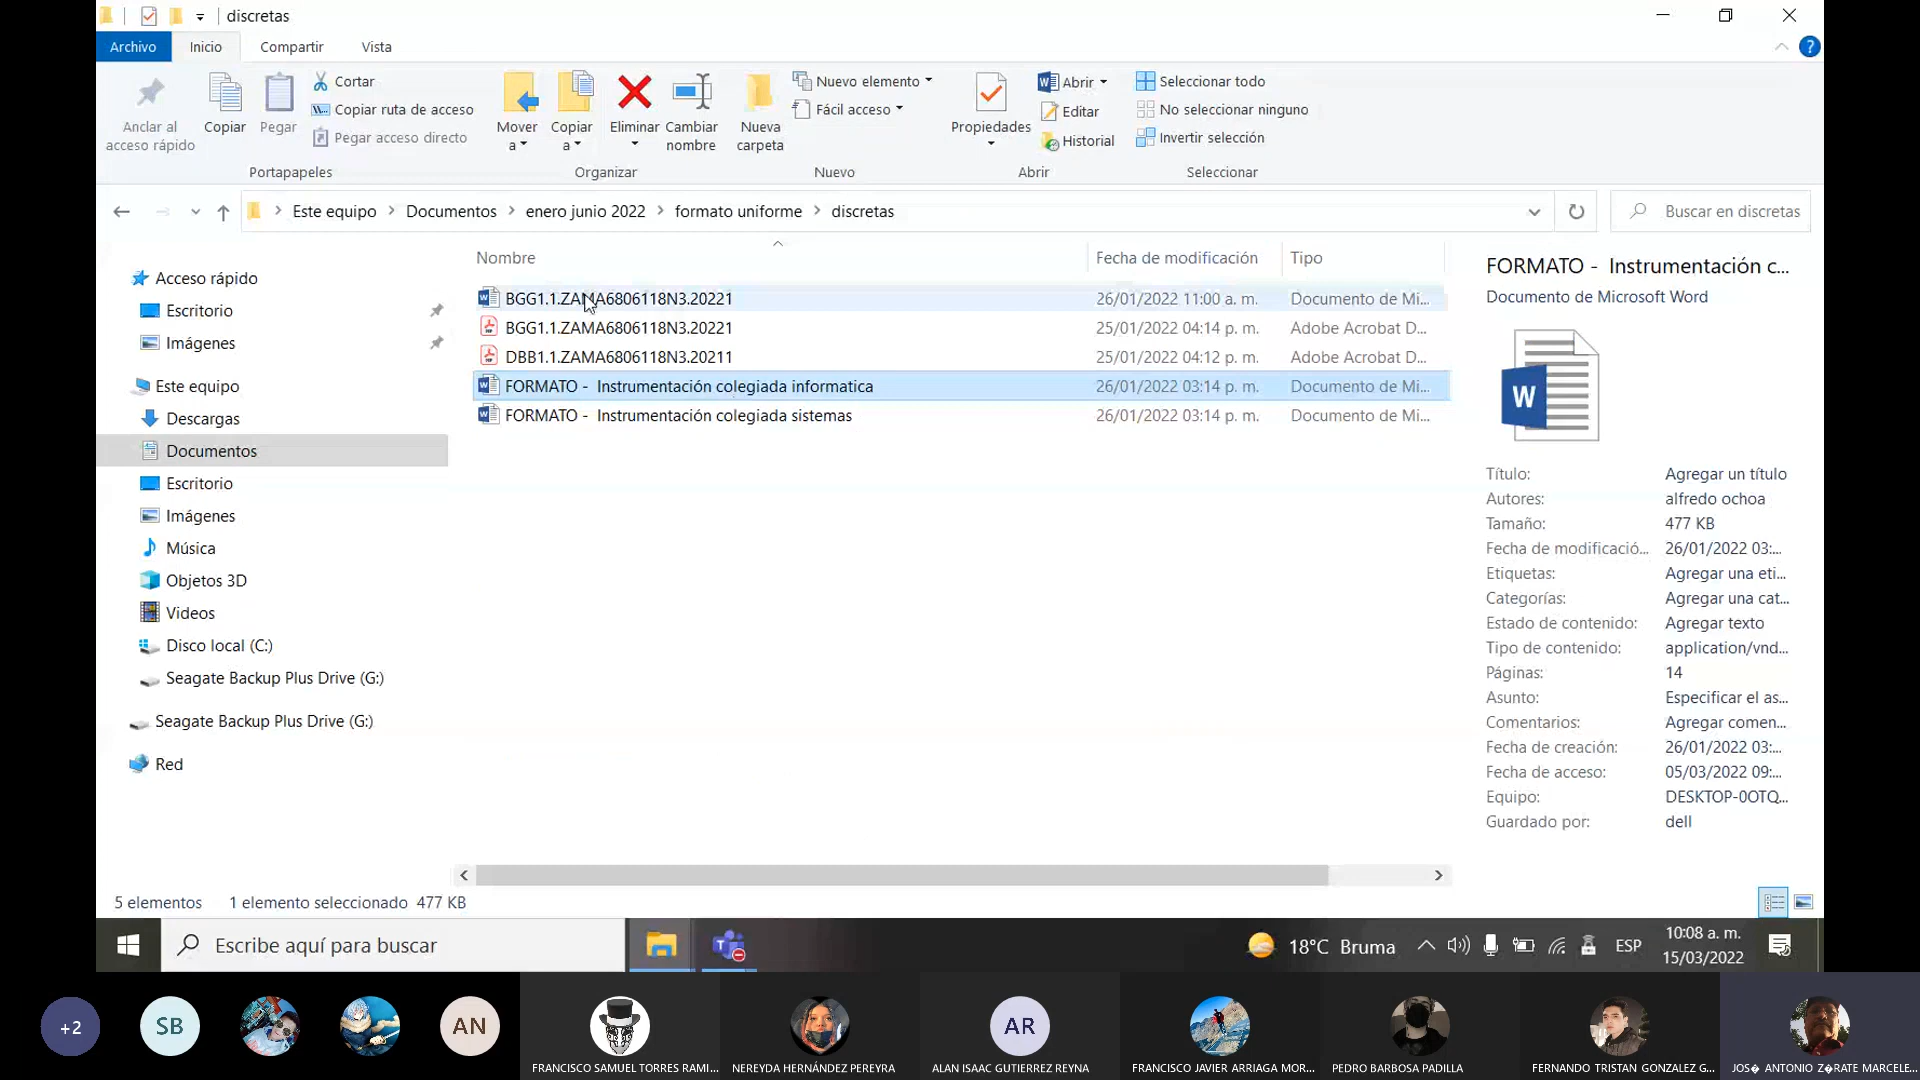 discretas
Archivo Inicio Compartir Vista
Anclar al acceso rápido
Copiar
Pegar
Cortar
Copiar ruta de acceso
Pegar acceso directo
Portapapeles
Mover a
Copiar a
Eliminar
Cambiar nombre
Organizar
Nueva carpeta
Nuevo elemento
Fácil acceso
Nuevo
Propiedades
Abrir
Editar
Historial
Abrir
Seleccionar todo
No seleccionar ninguno
Invertir selección
Seleccionar
Este equipo > Documentos > enero junio 2022 > formato uniforme > discretas
Buscar en discretas
Acceso rápido
Escritorio
Imágenes
Este equipo
Descargas
Documentos
Escritorio
Imágenes
Música
Objetos 3D
Videos
Disco local (C:)
Seagate Backup Plus Drive (G:)
Seagate Backup Plus Drive (G:)
Red
Nombre Fecha de modificación Tipo
BGG1.1.ZAMA6806118N3.20221 26/01/2022 11:00 a. m. Documento de Mi...
BGG1.1.ZAMA6806118N3.20221 25/01/2022 04:14 p. m. Adobe Acrobat D...
DBB1.1.ZAMA6806118N3.20211 25/01/2022 04:12 p. m. Adobe Acrobat D...
FORMATO - Instrumentación colegiada informatica 26/01/2022 03:14 p. m. Documento de Mi...
FORMATO - Instrumentación colegiada sistemas 26/01/2022 03:14 p. m. Documento de Mi...
FORMATO - Instrumentación c...
Documento de Microsoft Word
W
Título: Agregar un título
Autores: alfredo ochoa
Tamaño: 477 KB
Fecha de modificació... 26/01/2022 03:...
Etiquetas: Agregar una eti...
Categorías: Agregar una cat...
Estado de contenido: Agregar texto
Tipo de contenido: application/vnd...
Páginas: 14
Asunto: Especificar el as...
Comentarios: Agregar comen...
Fecha de creación: 26/01/2022 03:...
Fecha de acceso: 05/03/2022 09:...
Equipo: DESKTOP-0OTQ...
Guardado por: dell
5 elementos 1 elemento seleccionado 477 KB
Escribe aquí para buscar
18°C Bruma
ESP
10:08 a. m.
15/03/2022
+2
SB
AN
AR
FRANCISCO SAMUEL TORRES RAMI...
NEREYDA HERNÁNDEZ PEREYRA
ALAN ISAAC GUTIERREZ REYNA
FRANCISCO JAVIER ARRIAGA MOR...
PEDRO BARBOSA PADILLA
FERNANDO TRISTAN GONZALEZ G...
JOS� ANTONIO Z�RATE MARCELE...